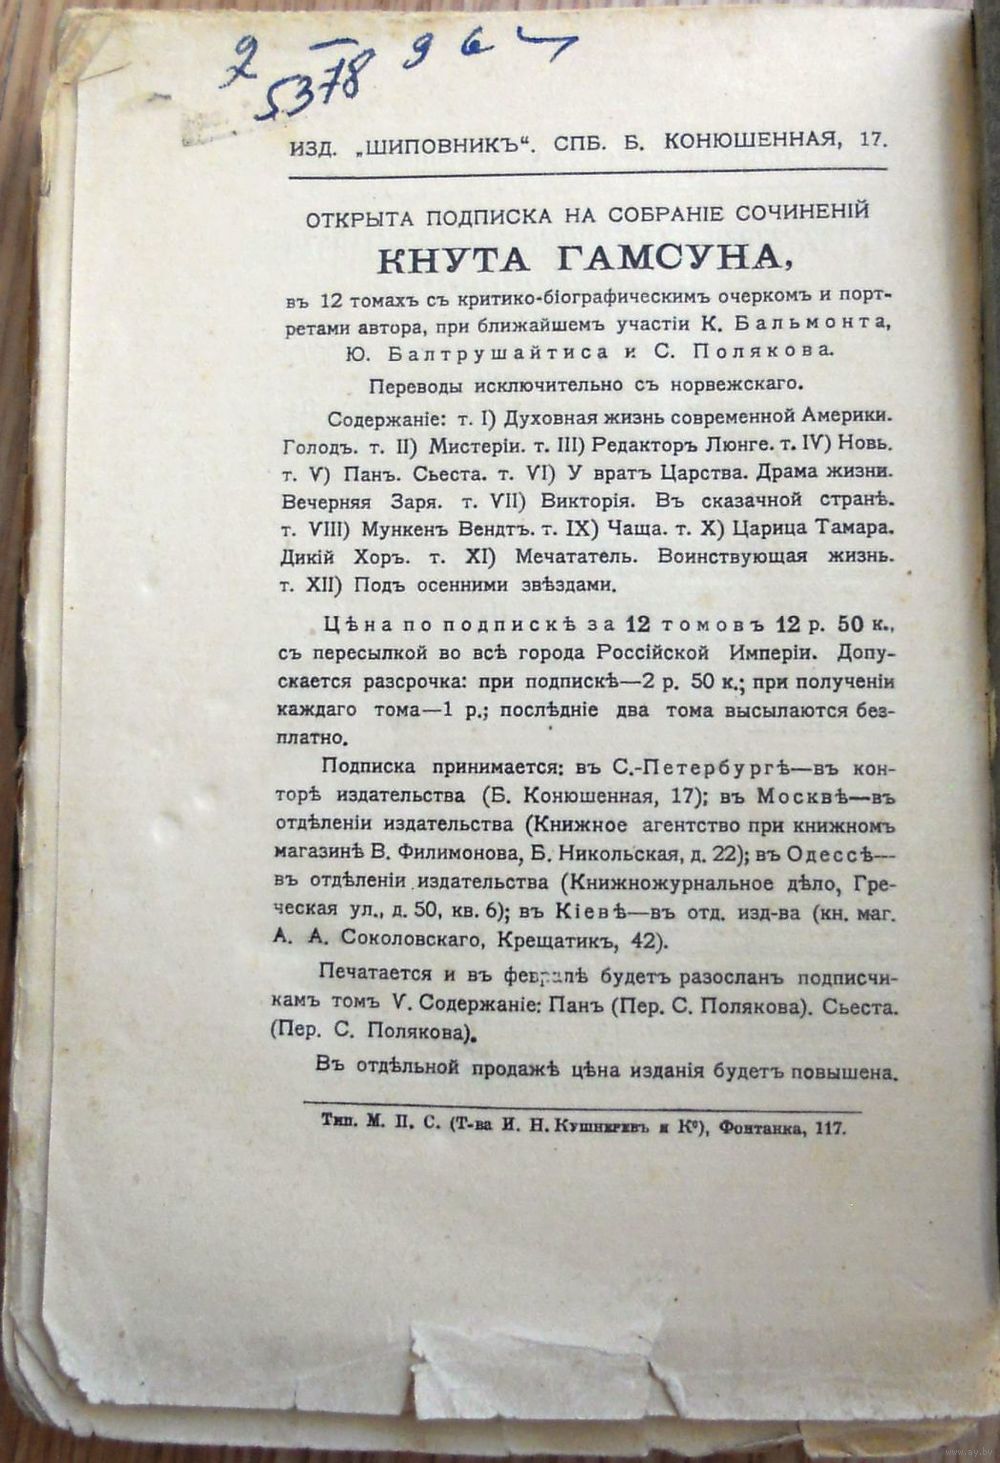 9 6
5378
ИЗД. „ШИПОВНИКЪ“. СПБ. Б. КОНЮШЕННАЯ, 17.
ОТКРЫТА ПОДПИСКА НА СОБРАНІЕ СОЧИНЕНІЙ
КНУТА ГАМСУНА,
въ 12 томахъ съ критико-біографическимъ очеркомъ и порт-
ретами автора, при ближайшемъ участіи К. Бальмонта,
Ю. Балтрушайтиса и С. Полякова.
Переводы исключительно съ норвежскаго.
Содержаніе: т. I) Духовная жизнь современной Америки.
Голодъ. т. II) Мистеріи. т. III) Редакторъ Люнге. т. IV) Новь.
т. V) Панъ. Сьеста. т. VI) У вратъ Царства. Драма жизни.
Вечерняя Заря. т. VII) Викторія. Въ сказачной странѣ.
т. VIII) Мункенъ Вендтъ. т. IX) Чаща. т. X) Царица Тамара.
Дикій Хоръ. т. XI) Мечататель. Воинствующая жизнь.
т. XII) Подъ осенними звѣздами.
Цѣна по подпискѣ за 12 томовъ 12 р. 50 к.,
съ пересылкой во всѣ города Россійской Имперіи. Допу-
скается разсрочка: при подпискѣ—2 р. 50 к.; при полученіи
каждаго тома—1 р.; послѣдніе два тома высылаются без-
платно.
Подписка принимается: въ С.-Петербургѣ—въ кон-
торѣ издательства (Б. Конюшенная, 17); въ Москвѣ—въ
отдѣленіи издательства (Книжное агентство при книжномъ
магазинѣ В. Филимонова, Б. Никольская, д. 22); въ Одессѣ—
въ отдѣленіи издательства (Книжножурнальное дѣло, Гре-
ческая ул., д. 50, кв. 6); въ Кіевѣ—въ отд. изд-ва (кн. маг.
А. А. Соколовскаго, Крещатикъ, 42).
Печатается и въ февралѣ будетъ разосланъ подписчи-
камъ томъ V. Содержаніе: Панъ (Пер. С. Полякова). Сьеста.
(Пер. С. Полякова).
Въ отдѣльной продажѣ цѣна изданія будетъ повышена.
Тип. М. П. С. (Т-ва И. Н. Кушнеревъ и К°), Фонтанка, 117.
www.ay.by